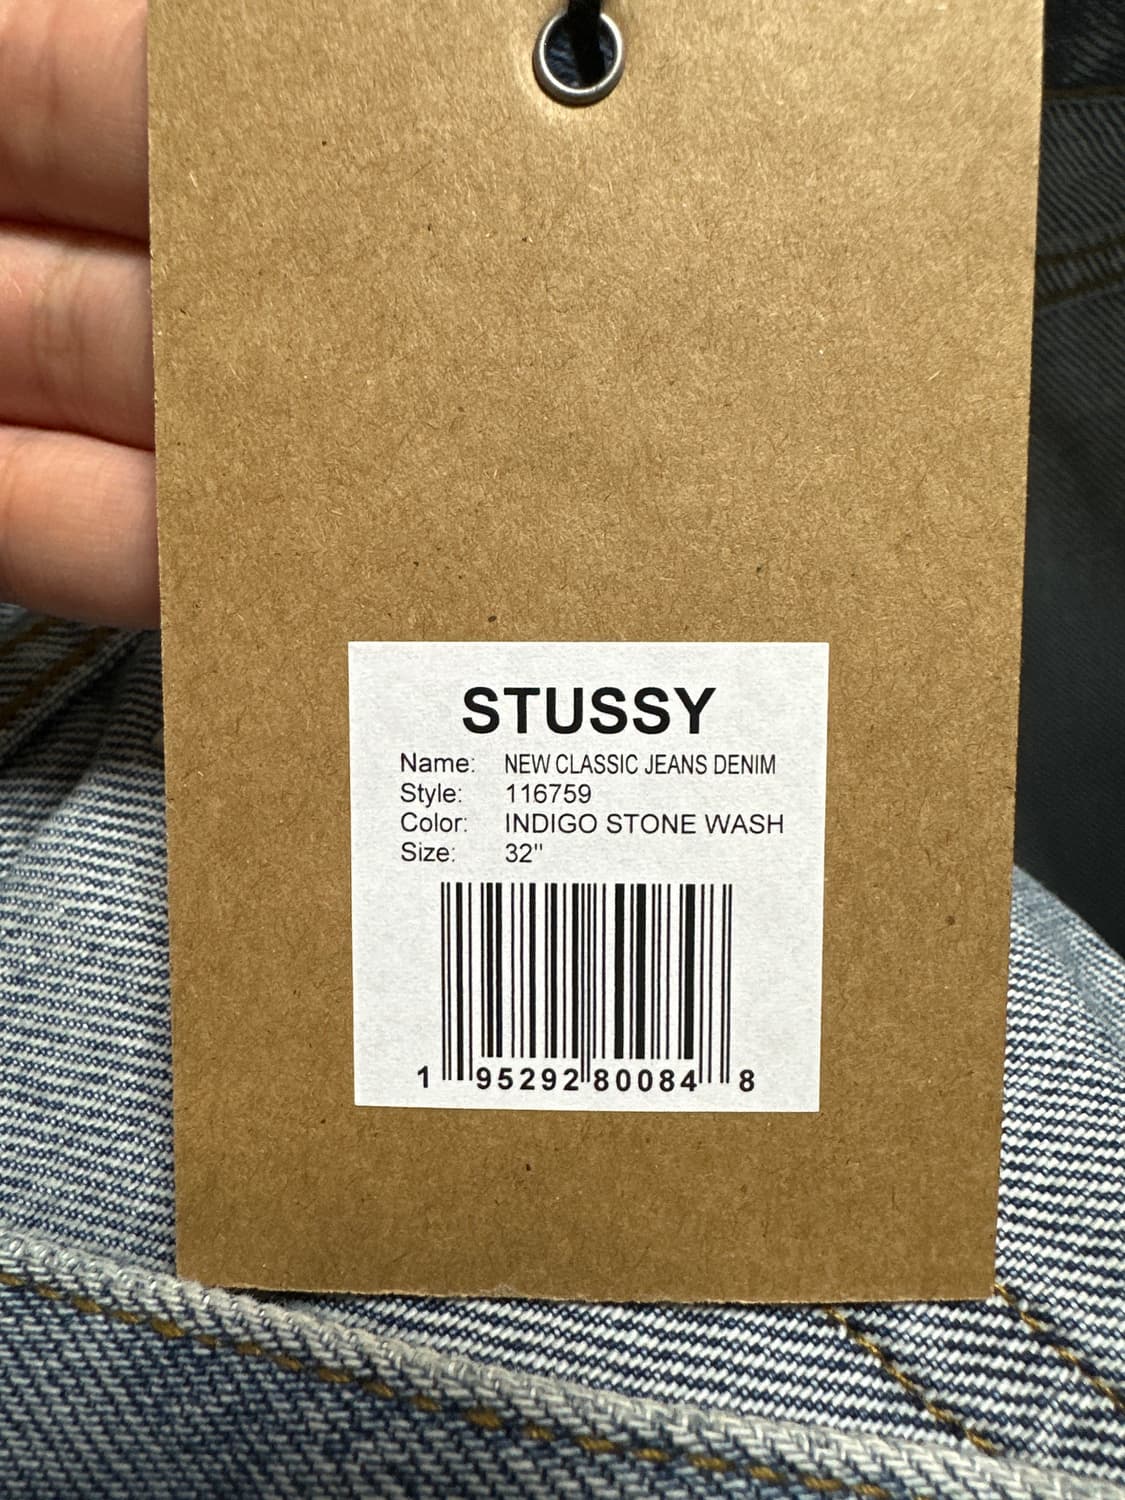 STUSSY
Name: NEW CLASSIC JEANS DENIM
Style: 116759
Color: INDIGO STONE WASH
Size: 32"
1 95292 80084 8